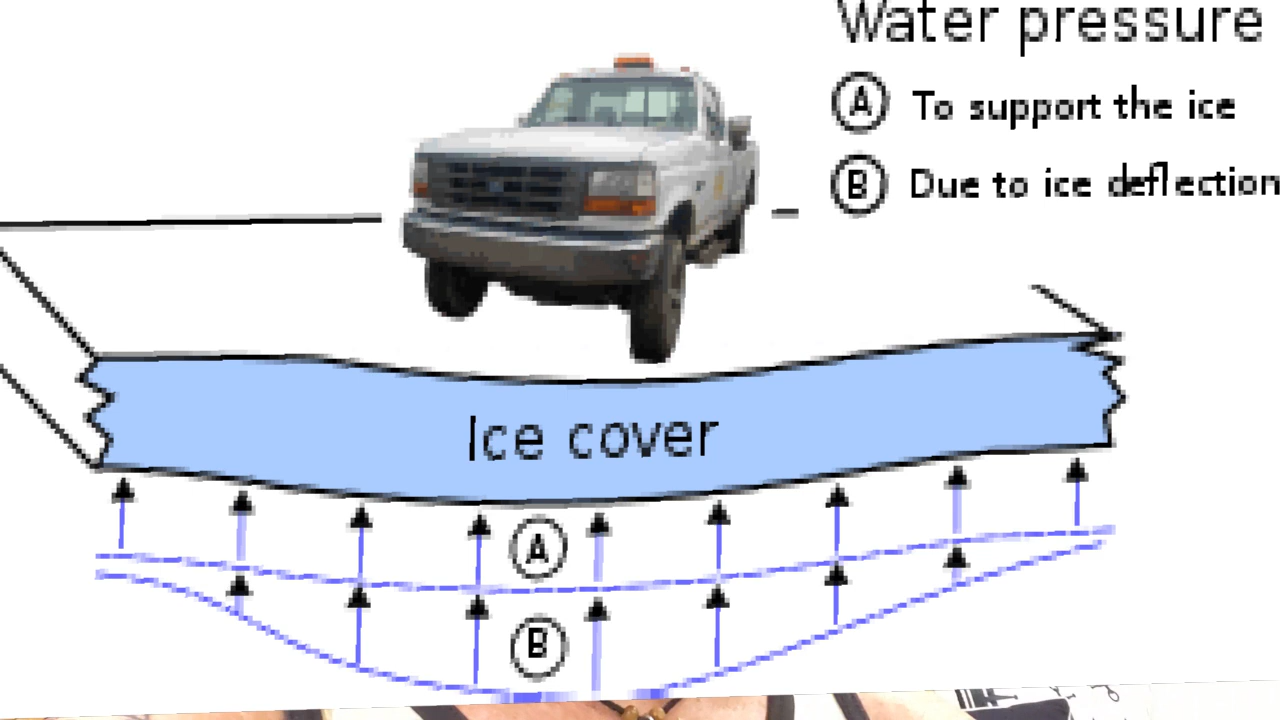 Water pressure
A To support the ice
B Due to ice deflection
Ice cover
A
B